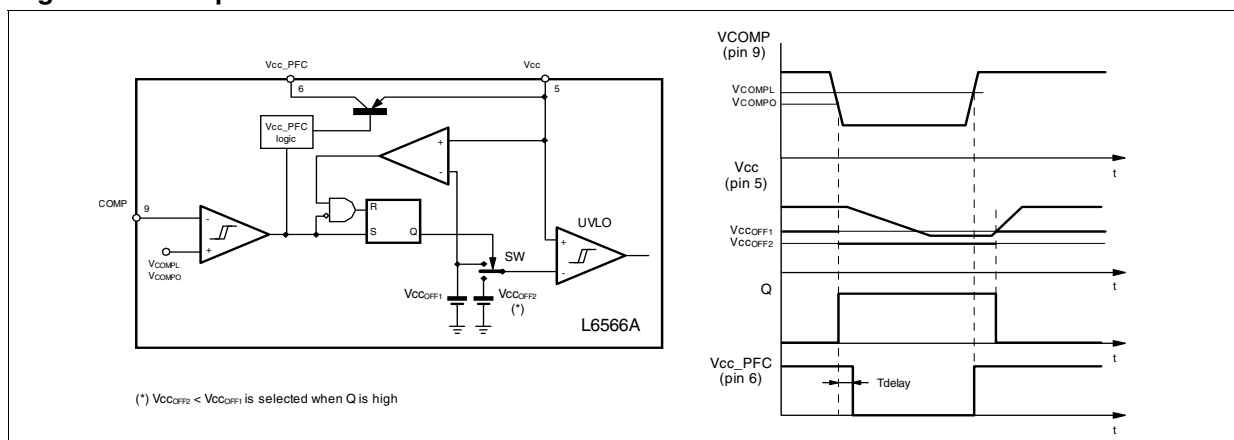 Vcc_PFC
Vcc
6
5
Vcc_PFC
logic
COMP
9
-
+
VCOMPL
VCOMPO
+
-
R
S
Q
UVLO
+
-
SW
VccOFF1
VccOFF2
(*)
L6566A
(*) VccOFF2 < VccOFF1 is selected when Q is high
VCOMP
(pin 9)
VCOMPL
VCOMPO
t
Vcc
(pin 5)
VccOFF1
VccOFF2
t
Q
t
Vcc_PFC
(pin 6)
Tdelay
t